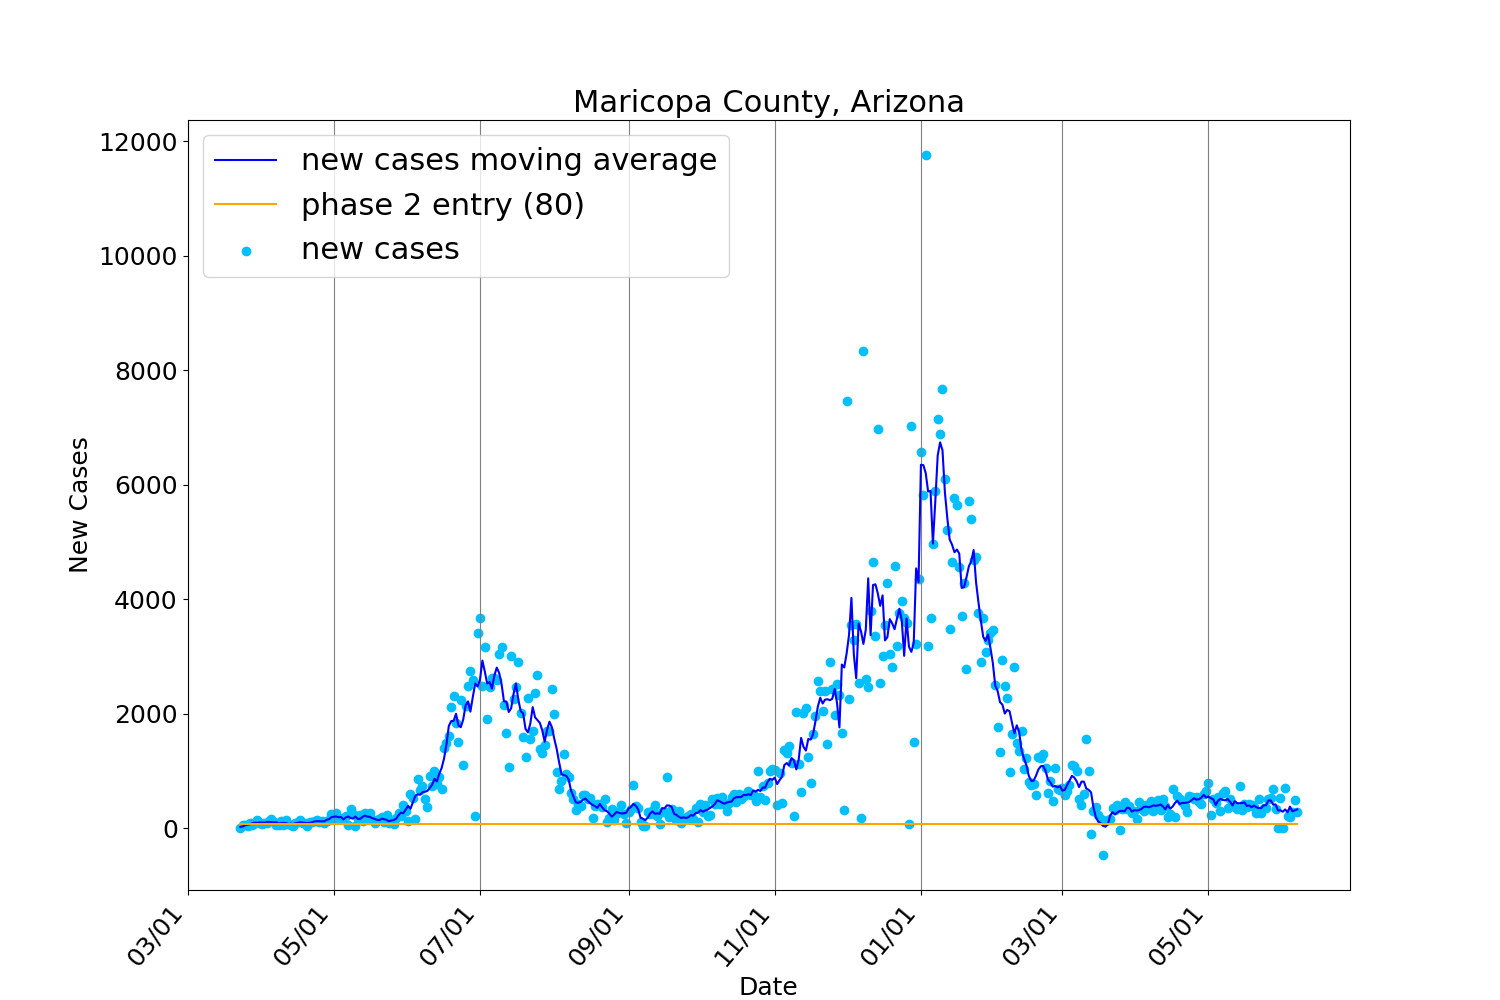 Maricopa County, Arizona
12000
10000
8000
6000
4000
2000
0
new cases moving average
phase 2 entry (80)
new cases
New Cases
03/01 05/01 07/01 09/01 11/01 01/01 03/01 05/01
Date